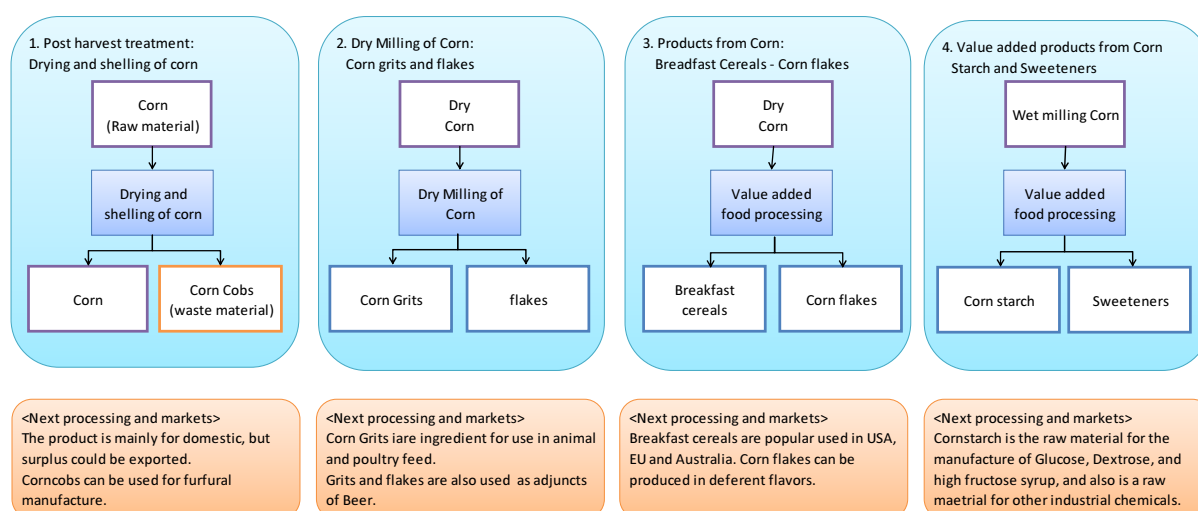 1. Post harvest treatment:
Drying and shelling of corn
Corn
(Raw material)
Drying and
shelling of corn
Corn
Corn Cobs
(waste material)
2. Dry Milling of Corn:
Corn grits and flakes
Dry
Corn
Dry Milling of
Corn
Corn Grits
flakes
3. Products from Corn:
Breadfast Cereals - Corn flakes
Dry
Corn
Value added
food processing
Breakfast
cereals
Corn flakes
4. Value added products from Corn
Starch and Sweeteners
Wet milling Corn
Value added
food processing
Corn starch
Sweeteners
<Next processing and markets>
The product is mainly for domestic, but
surplus could be exported.
Corncobs can be used for furfural
manufacture.
<Next processing and markets>
Corn Grits iare ingredient for use in animal
and poultry feed.
Grits and flakes are also used as adjuncts
of Beer.
<Next processing and markets>
Breakfast cereals are popular used in USA,
EU and Australia. Corn flakes can be
produced in deferent flavors.
<Next processing and markets>
Cornstarch is the raw material for the
manufacture of Glucose, Dextrose, and
high fructose syrup, and also is a raw
maetrial for other industrial chemicals.